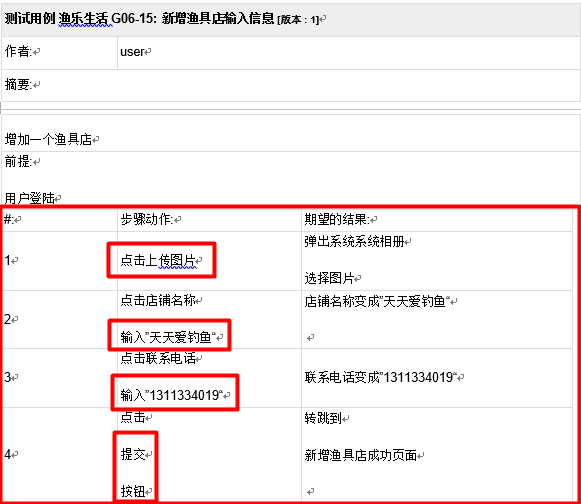 测试用例 渔乐生活 G06-15: 新增渔具店输入信息 [版本 : 1]
作者: user
摘要:
增加一个渔具店
前提:
用户登陆
#: 步骤动作: 期望的结果:
1 点击上传图片 弹出系统系统相册
选择图片
2 点击店铺名称 店铺名称变成”天天爱钓鱼“
输入”天天爱钓鱼“
3 点击联系电话 联系电话变成”1311334019“
输入”1311334019“
4 点击 转跳到
提交 新增渔具店成功页面
按钮